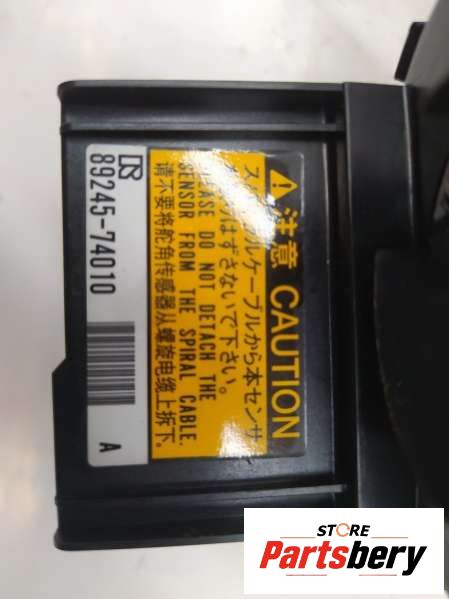 ⚠ 注意 CAUTION
スパイラルケーブルから本センサーを
はずさないで下さい。
PLEASE DO NOT DETACH THE
SENSOR FROM THE SPIRAL CABLE.
请不要将舵角传感器从螺旋电缆上拆下。
89245-74010
A
STORE
Partsbery